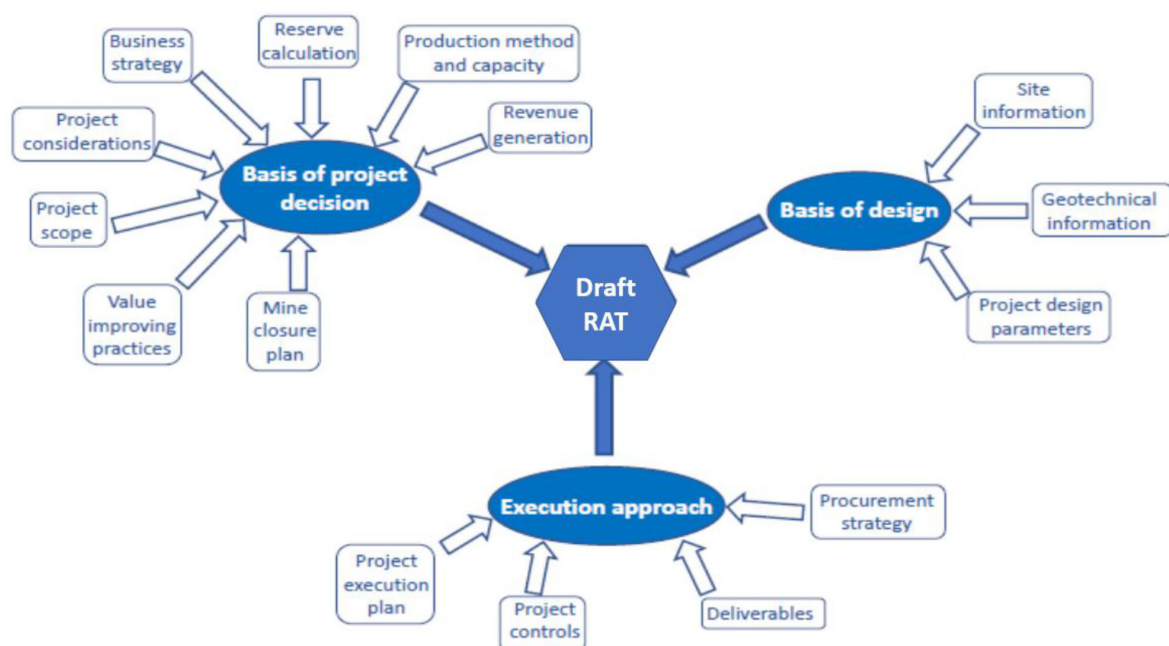 Business
strategy
Reserve
calculation
Production method
and capacity
Revenue
generation
Project
considerations
Project
scope
Value
improving
practices
Mine
closure
plan
Basis of project
decision
Site
information
Geotechnical
information
Project design
parameters
Basis of design
Draft
RAT
Execution approach
Procurement
strategy
Project
execution
plan
Project
controls
Deliverables